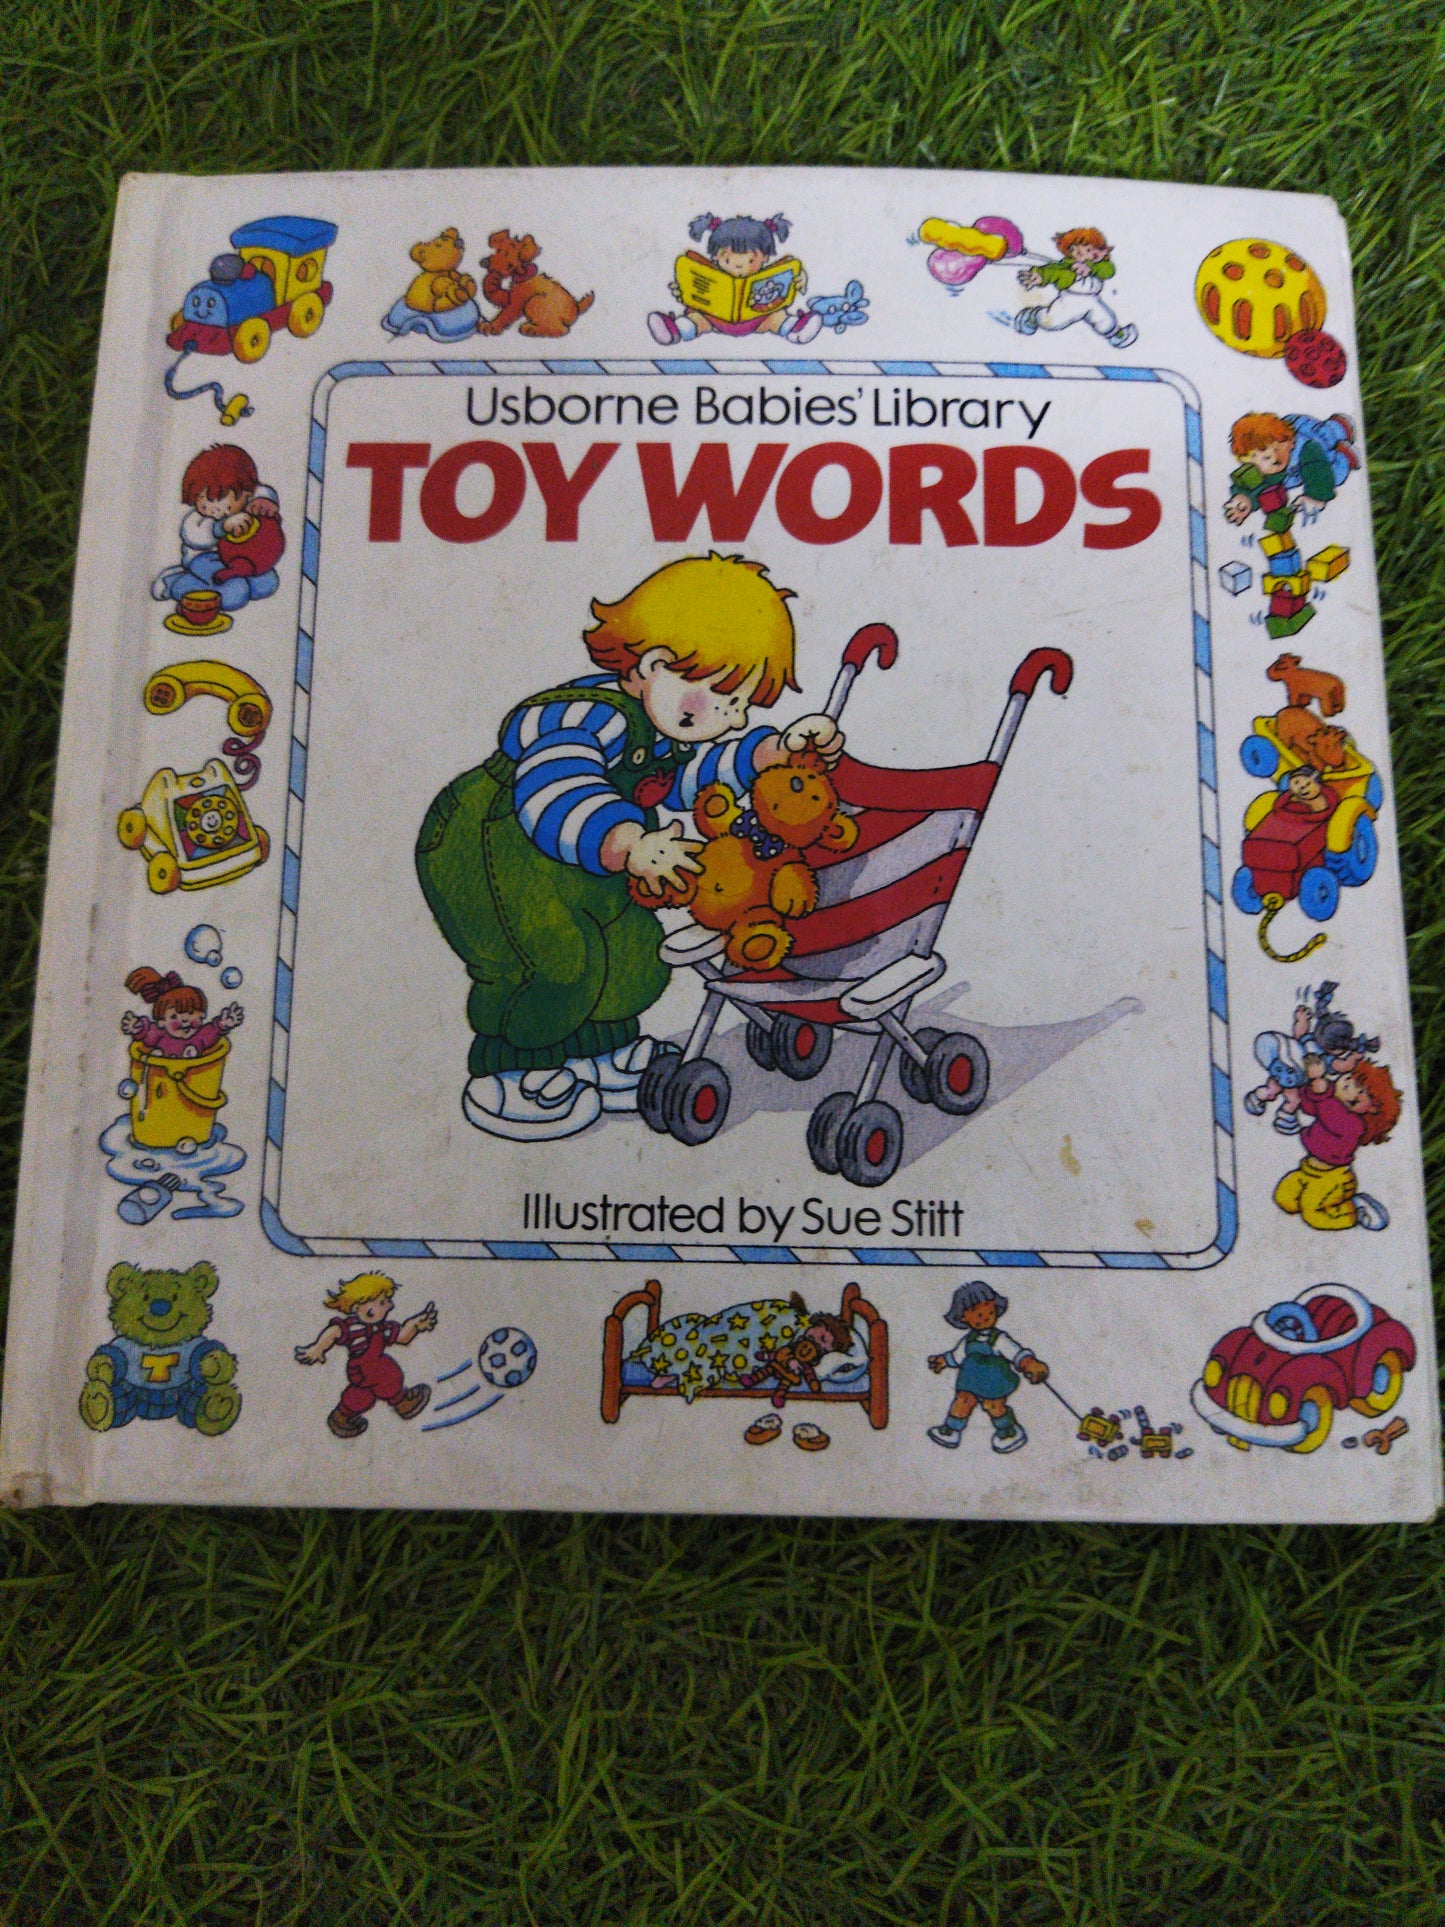 Usborne Babies' Library
TOY WORDS
Illustrated by Sue Stitt
T